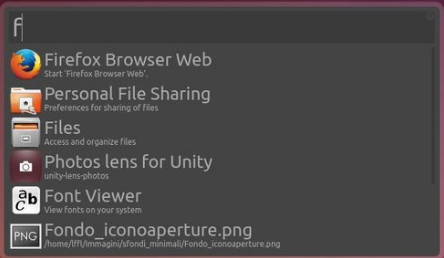 f
Firefox Browser Web
Start 'Firefox Browser Web'.
Personal File Sharing
Preferences for sharing of files
Files
Access and organize files
Photos lens for Unity
unity-lens-photos
a
b c
Font Viewer
View fonts on your system
PNG
Fondo_iconoaperture.png
/home/lffl/Immagini/sfondi_minimali/Fondo_iconoaperture.png